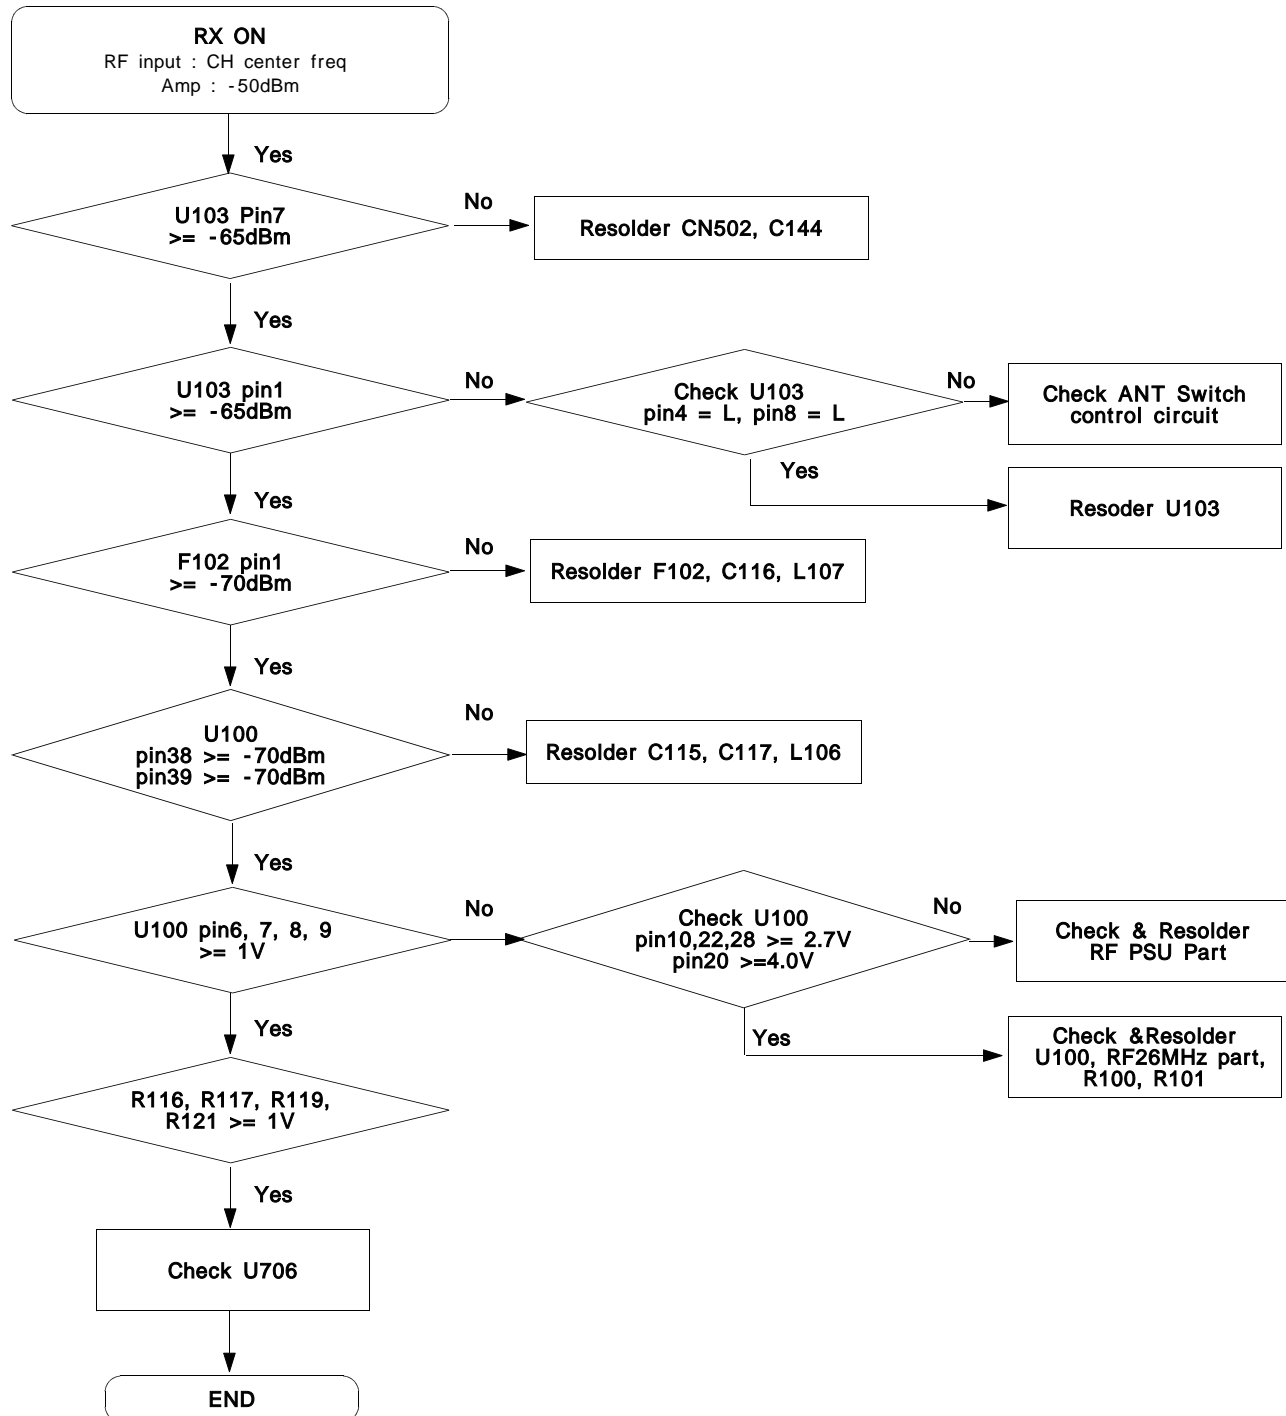 RX ON
RF input : CH center freq
Amp : -50dBm
Yes
U103 Pin7
>= -65dBm
No
Resolder CN502, C144
Yes
U103 pin1
>= -65dBm
No
Check U103
pin4 = L, pin8 = L
No
Check ANT Switch
control circuit
Yes
Resoder U103
Yes
F102 pin1
>= -70dBm
No
Resolder F102, C116, L107
Yes
U100
pin38 >= -70dBm
pin39 >= -70dBm
No
Resolder C115, C117, L106
Yes
U100 pin6, 7, 8, 9
>= 1V
No
Check U100
pin10,22,28 >= 2.7V
pin20 >=4.0V
No
Check & Resolder
RF PSU Part
Yes
Check &Resolder
U100, RF26MHz part,
R100, R101
Yes
R116, R117, R119,
R121 >= 1V
Yes
Check U706
END